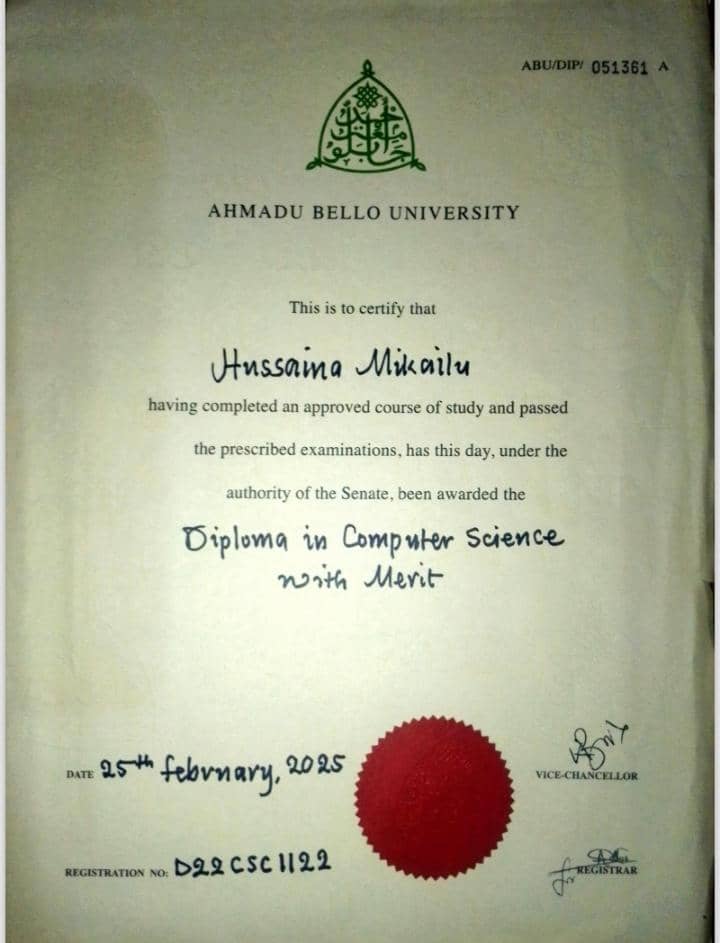 ABU/DIP/ 051361 A
AHMADU BELLO UNIVERSITY
This is to certify that
Hussaina Mikailu
having completed an approved course of study and passed
the prescribed examinations, has this day, under the
authority of the Senate, been awarded the
Diploma in Computer Science
with Merit
DATE 25th february, 2025
VICE-CHANCELLOR
REGISTRATION NO: D22CSC1122
for REGISTRAR